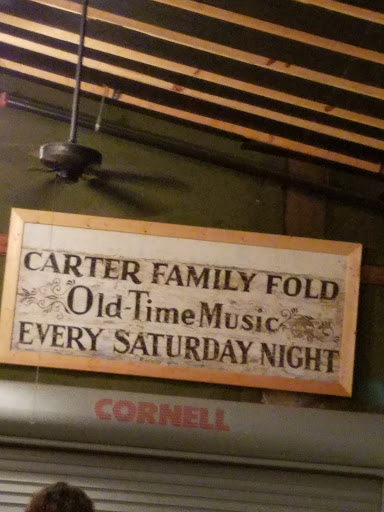 CARTER FAMILY FOLD
Old-Time Music
EVERY SATURDAY NIGHT
CORNELL